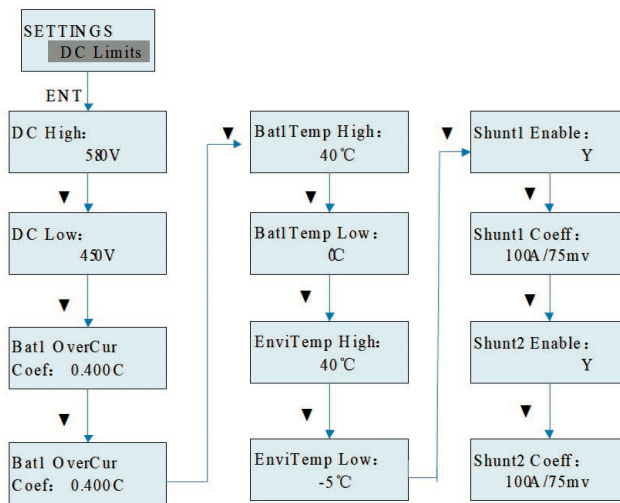 SETTINGS
DC Limits
ENT
DC High:
580V
▼
DC Low:
450V
▼
Bat1 OverCur
Coef: 0.400C
▼
Bat1 OverCur
Coef: 0.400C
▼
Bat1Temp High:
40℃
▼
Bat1Temp Low:
0℃
▼
EnviTemp High:
40℃
▼
EnviTemp Low:
-5℃
▼
Shunt1 Enable:
Y
▼
Shunt1 Coeff:
100A/75mv
▼
Shunt2 Enable:
Y
▼
Shunt2 Coeff:
100A/75mv